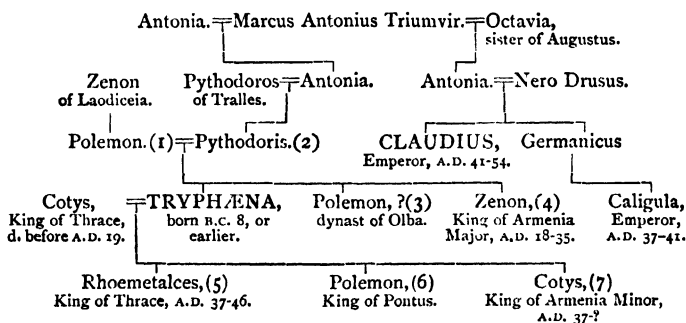 Antonia. Marcus Antonius Triumvir. Octavia,
sister of Augustus.
Zenon Pythodoros Antonia. Antonia. Nero Drusus.
of Laodiceia. of Tralles.
Polemon. (1) Pythodoris. (2) CLAUDIUS, Germanicus
Emperor, A.D. 41-54.
Cotys, TRYPHÆNA, Polemon, ?(3) Zenon, (4) Caligula,
King of Thrace, born B.C. 8, or dynast of Olba. King of Armenia Emperor,
d. before A.D. 19. earlier. Major, A.D. 18-35. A.D. 37-41.
Rhoemetalces, (5) Polemon, (6) Cotys, (7)
King of Thrace, A.D. 37-46. King of Pontus. King of Armenia Minor,
A.D. 37-?